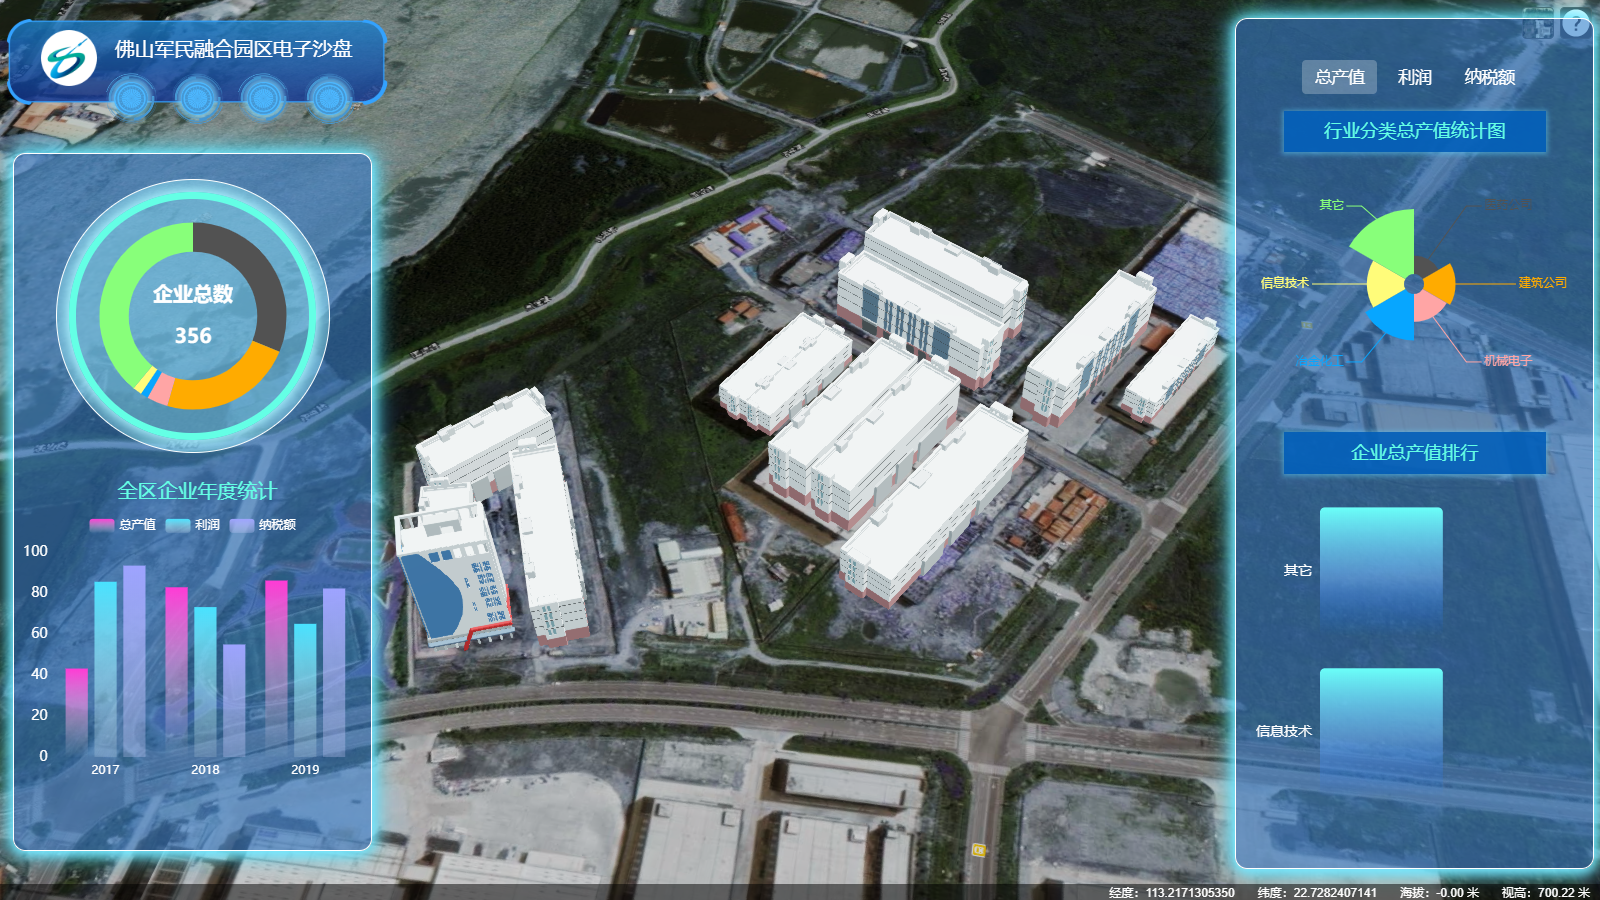 佛山军民融合园区电子沙盘
企业总数
356
全区企业年度统计
总产值 利润 纳税额
100
80
60
40
20
0
2017 2018 2019
总产值 利润 纳税额
行业分类总产值统计图
其它
信息技术
建筑公司
机械电子
企业总产值排行
其它
信息技术
经度：113.2171305350 纬度：22.7282407141 海拔：-0.00 米 视高：700.22 米
?